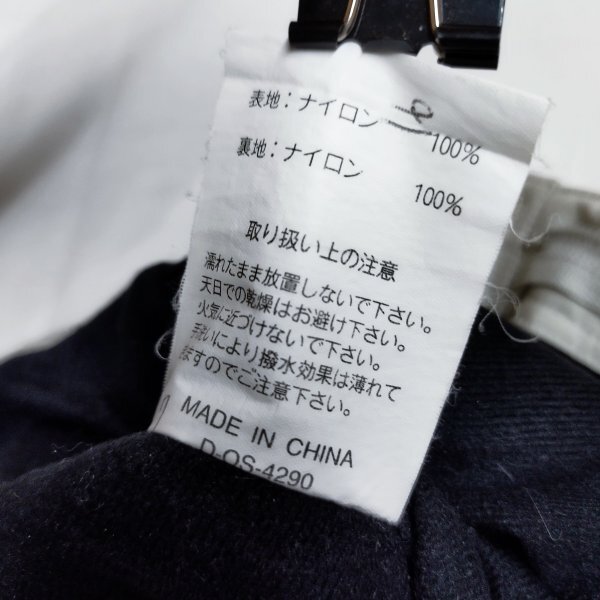 表地：ナイロン 100%
裏地：ナイロン 100%
取り扱い上の注意
濡れたまま放置しないで下さい。
天日での乾燥はお避け下さい。
火気に近づけないで下さい。
手洗いにより撥水効果は薄れて
ますのでご注意下さい。
MADE IN CHINA
D-OS-4290